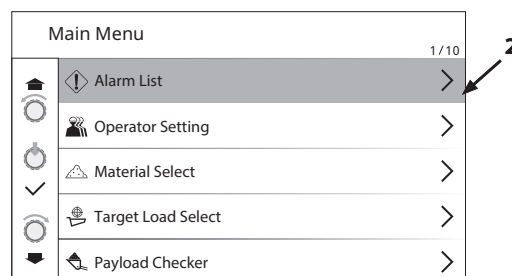 Main Menu
1/10
2
Alarm List
Operator Setting
Material Select
Target Load Select
Payload Checker